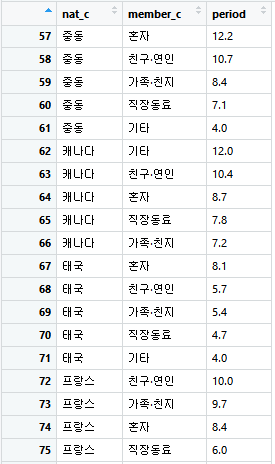 nat_c member_c period
57 중동 혼자 12.2
58 중동 친구·연인 10.7
59 중동 가족·친지 8.4
60 중동 직장동료 7.1
61 중동 기타 4.0
62 캐나다 기타 12.0
63 캐나다 친구·연인 10.4
64 캐나다 혼자 8.7
65 캐나다 직장동료 7.8
66 캐나다 가족·친지 7.2
67 태국 혼자 8.1
68 태국 친구·연인 5.7
69 태국 가족·친지 5.4
70 태국 직장동료 4.7
71 태국 기타 4.0
72 프랑스 친구·연인 10.0
73 프랑스 가족·친지 9.7
74 프랑스 혼자 8.4
75 프랑스 직장동료 6.0